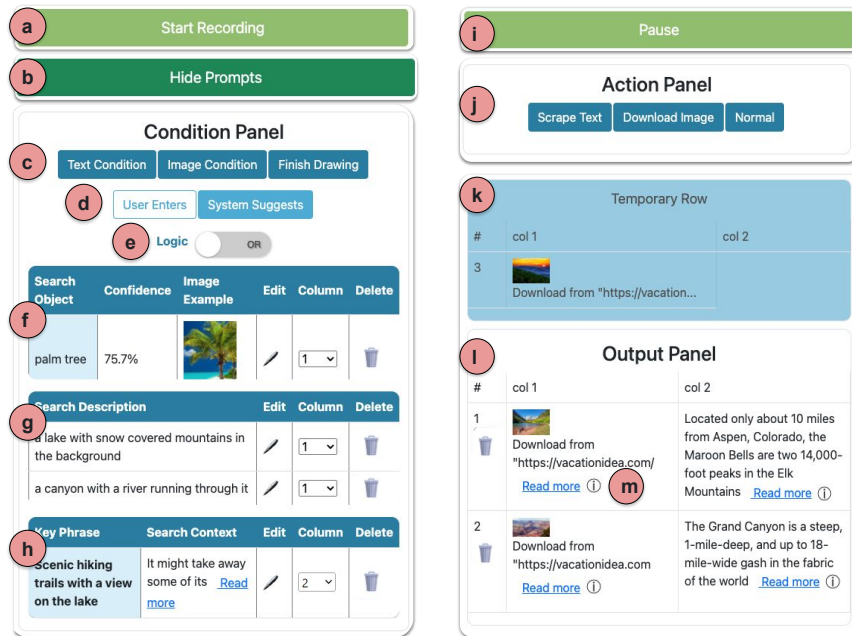 a
Start Recording
b
Hide Prompts
Condition Panel
c
Text Condition Image Condition Finish Drawing
d
User Enters System Suggests
e
Logic OR
Search Object Confidence Image Example Edit Column Delete
f
palm tree 75.7% 1
Search Description Edit Column Delete
g
a lake with snow covered mountains in
the background
1
a canyon with a river running through it 1
Key Phrase Search Context Edit Column Delete
h
Scenic hiking
trails with a view
on the lake
It might take away
some of its Read
more
2
i
Pause
Action Panel
j
Scrape Text Download Image Normal
k
Temporary Row
# col 1 col 2
3
Download from "https://vacation...
l
Output Panel
# col 1 col 2
1
Download from
"https://vacationidea.com/
Read more
m
Located only about 10 miles
from Aspen, Colorado, the
Maroon Bells are two 14,000-
foot peaks in the Elk
Mountains Read more
2
Download from
"https://vacationidea.com
Read more
The Grand Canyon is a steep,
1-mile-deep, and up to 18-
mile-wide gash in the fabric
of the world Read more